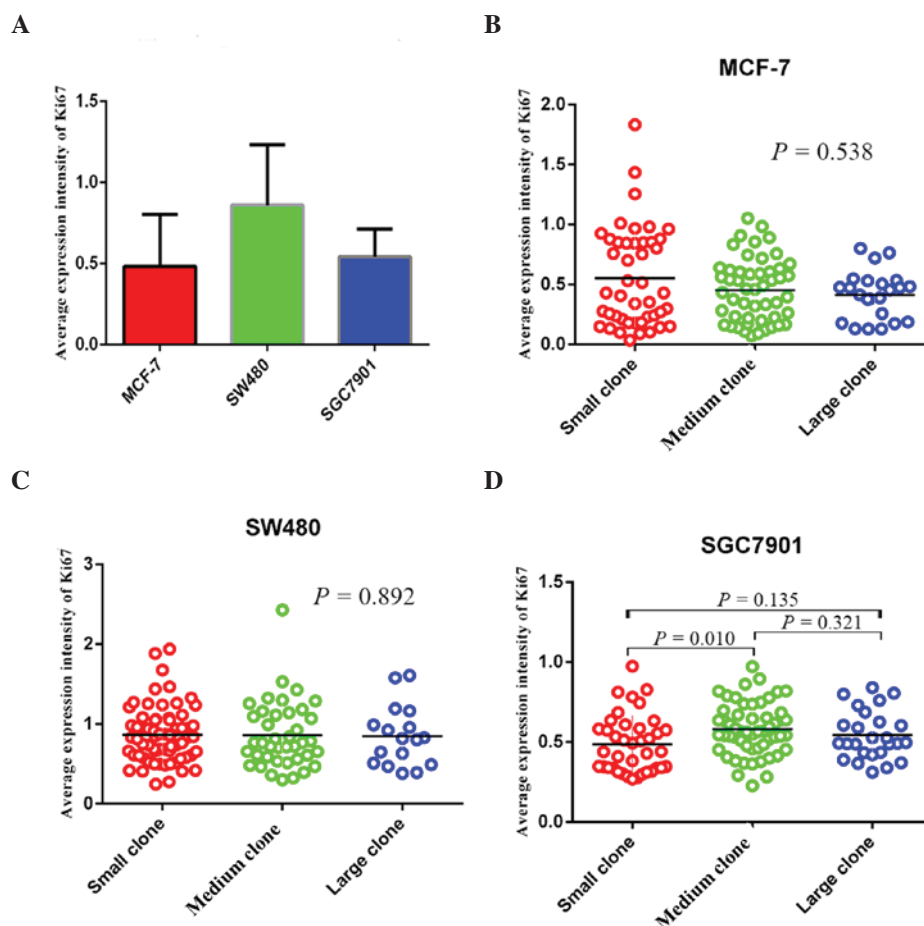 A
Average expression intensity of Ki67
1.5
1.0
0.5
0.0
MCF-7
SW480
SGC7901
B
MCF-7
Average expression intensity of Ki67
2.0
1.5
1.0
0.5
0.0
P = 0.538
Small clone
Medium clone
Large clone
C
SW480
Average expression intensity of Ki67
3
2
1
0
P = 0.892
Small clone
Medium clone
Large clone
D
SGC7901
Average expression intensity of Ki67
1.5
1.0
0.5
0.0
P = 0.135
P = 0.010
P = 0.321
Small clone
Medium clone
Large clone